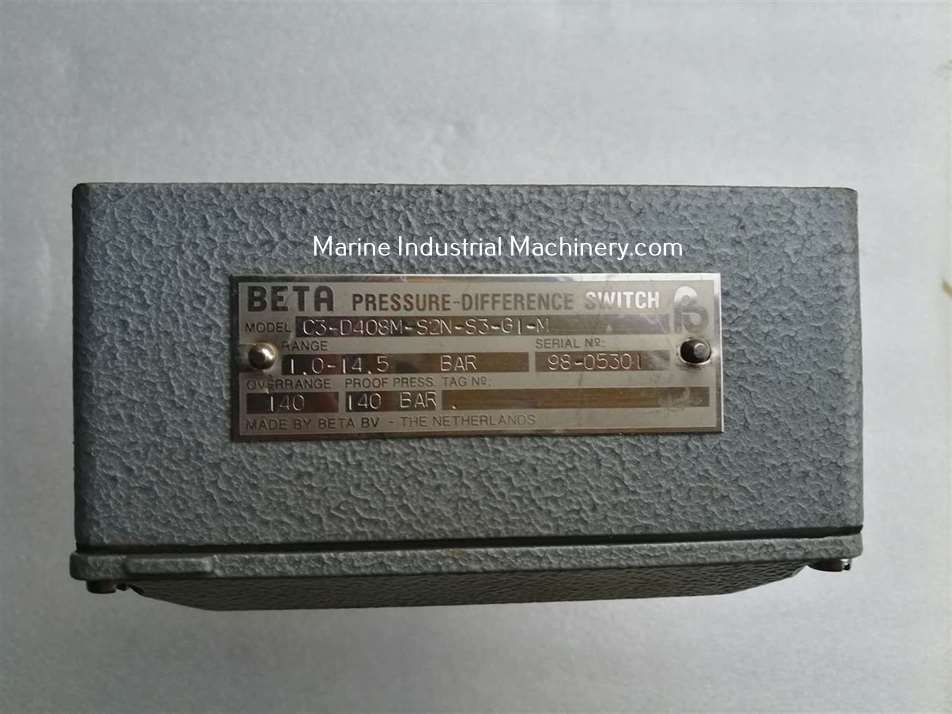 Marine Industrial Machinery.com
BETA PRESSURE-DIFFERENCE SWITCH
MODEL C3-D408M-S2N-S3-G1-M
RANGE SERIAL Nº:
1.0-14.5 BAR 98-05301
OVERRANGE PROOF PRESS. TAG Nº:
140 140 BAR .
MADE BY BETA BV - THE NETHERLANDS